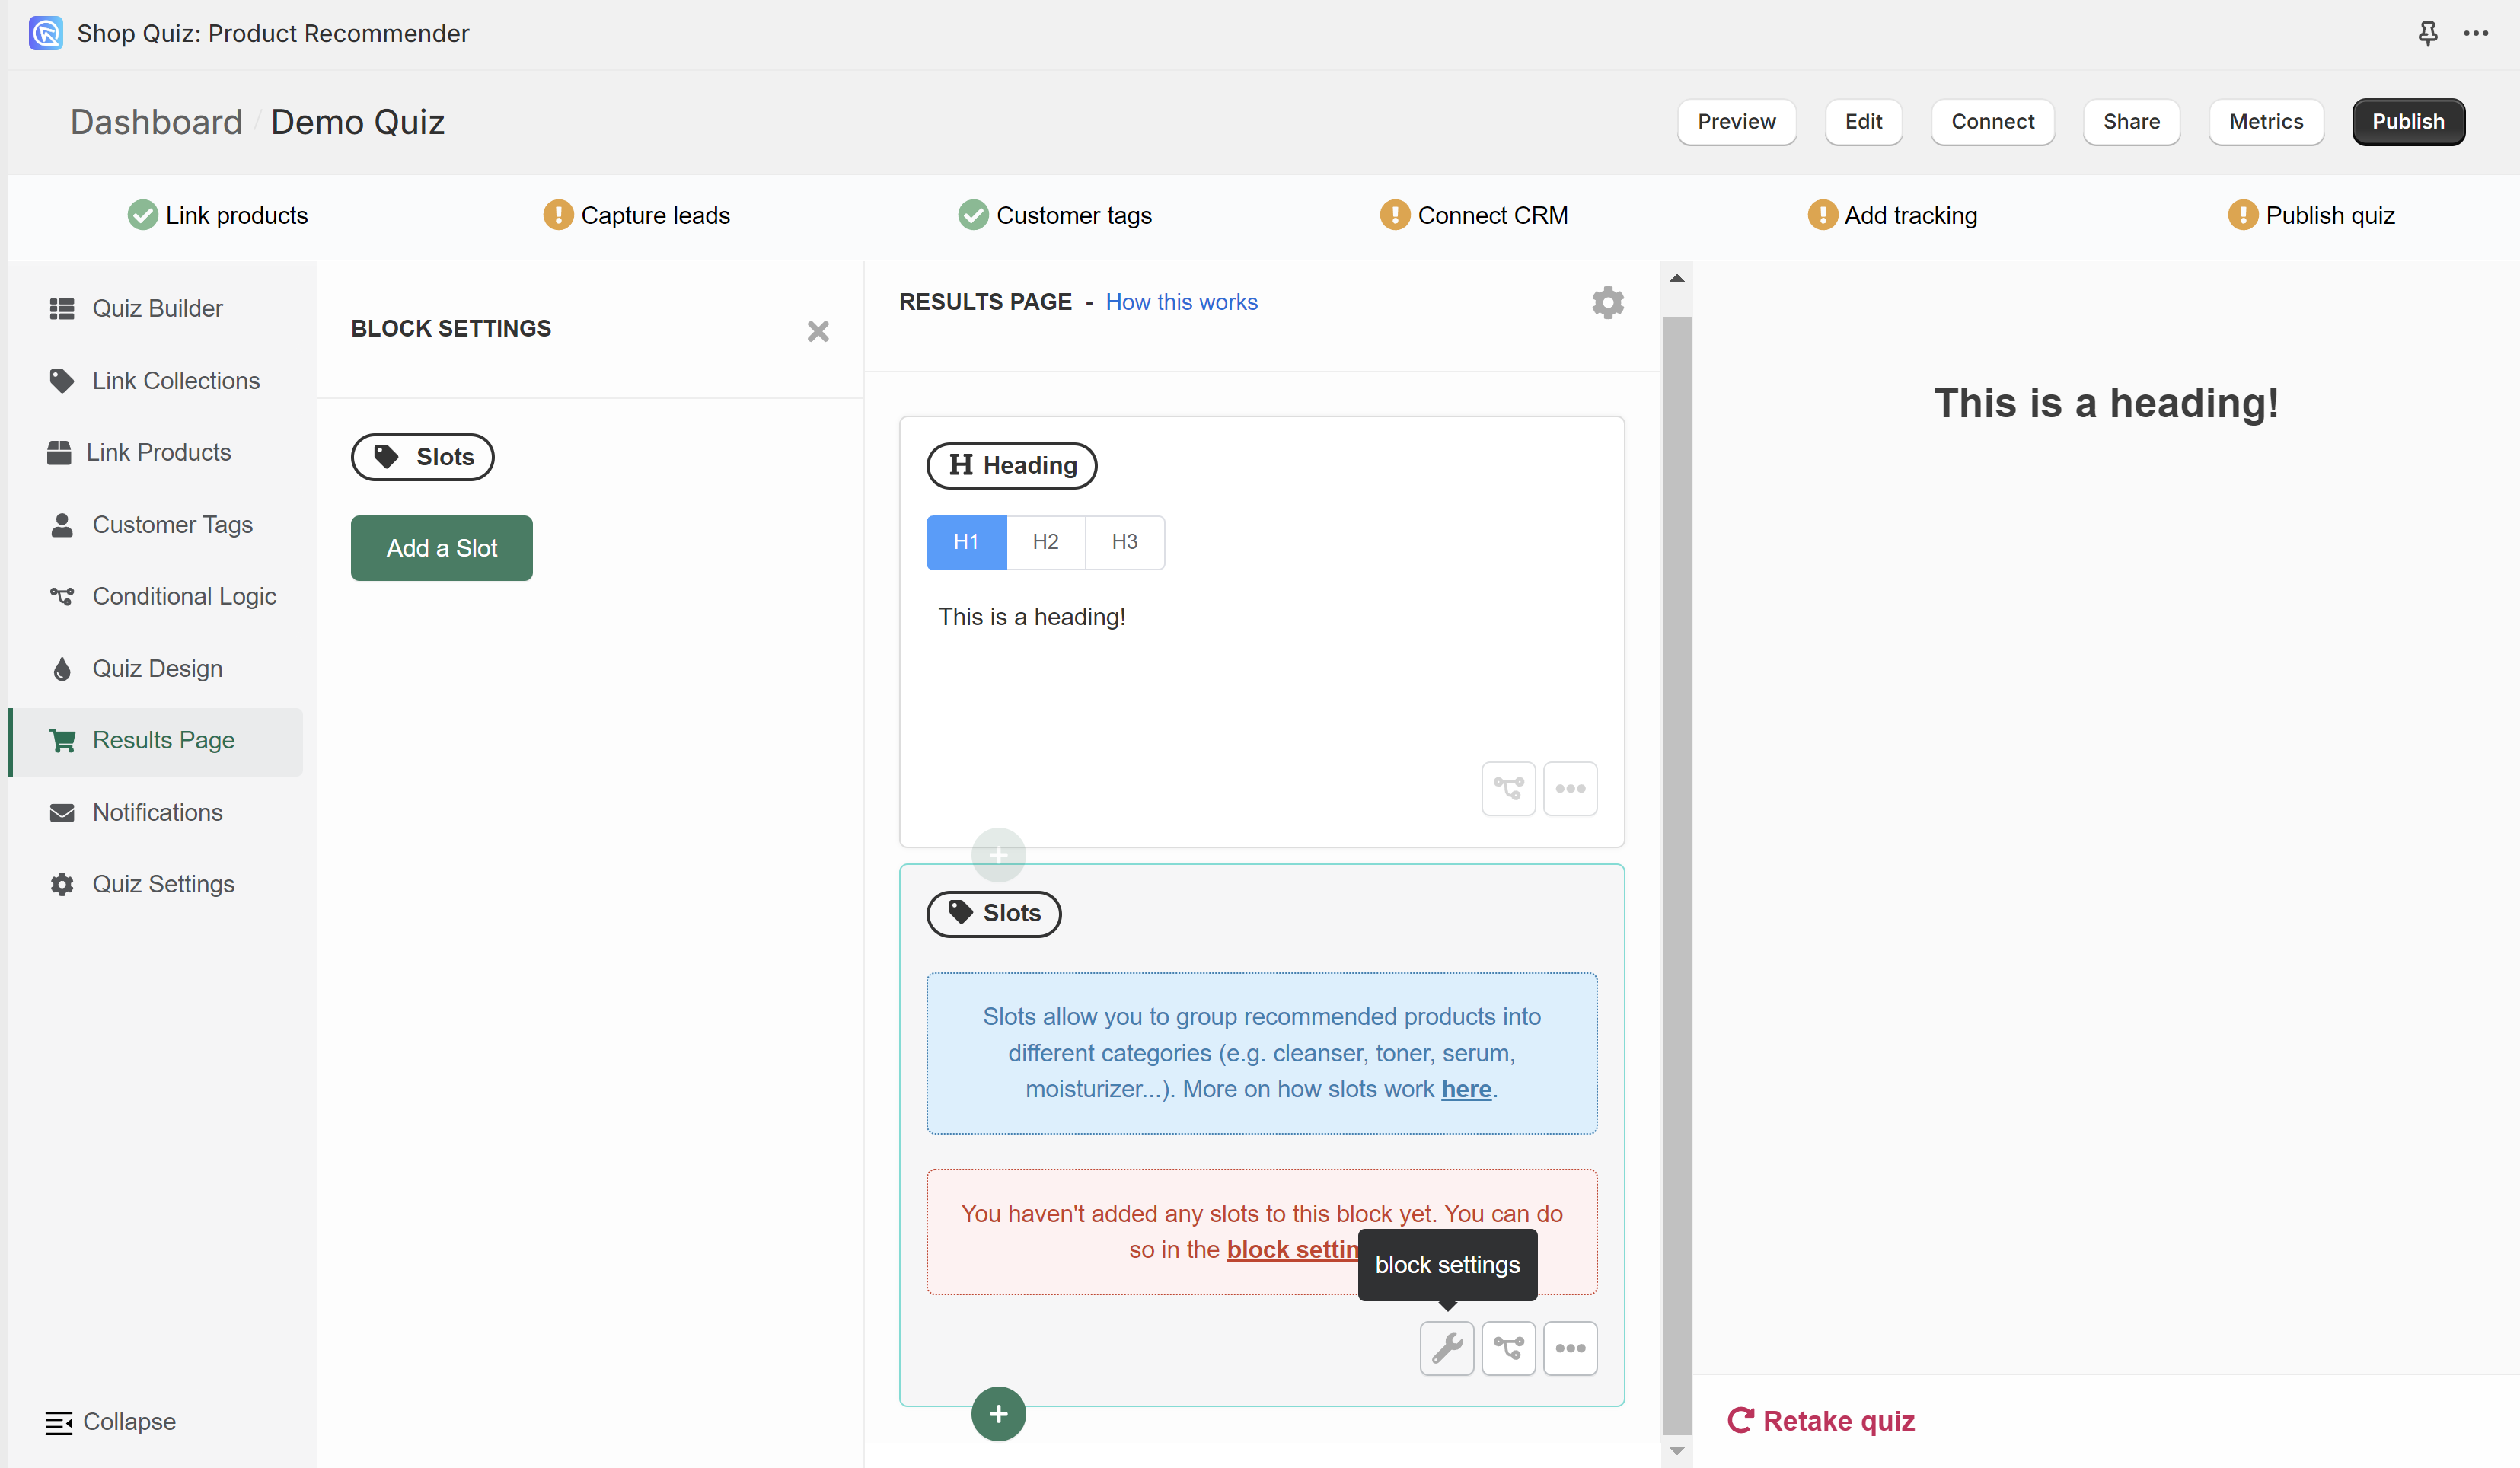 Shop Quiz: Product Recommender
Dashboard / Demo Quiz
Preview
Edit
Connect
Share
Metrics
Publish
Link products
Capture leads
Customer tags
Connect CRM
Add tracking
Publish quiz
Quiz Builder
Link Collections
Link Products
Customer Tags
Conditional Logic
Quiz Design
Results Page
Notifications
Quiz Settings
Collapse
BLOCK SETTINGS
Slots
Add a Slot
RESULTS PAGE - How this works
H Heading
H1 H2 H3
This is a heading!
Slots
Slots allow you to group recommended products into
different categories (e.g. cleanser, toner, serum,
moisturizer...). More on how slots work here.
You haven't added any slots to this block yet. You can do
so in the block settin
block settings
This is a heading!
Retake quiz